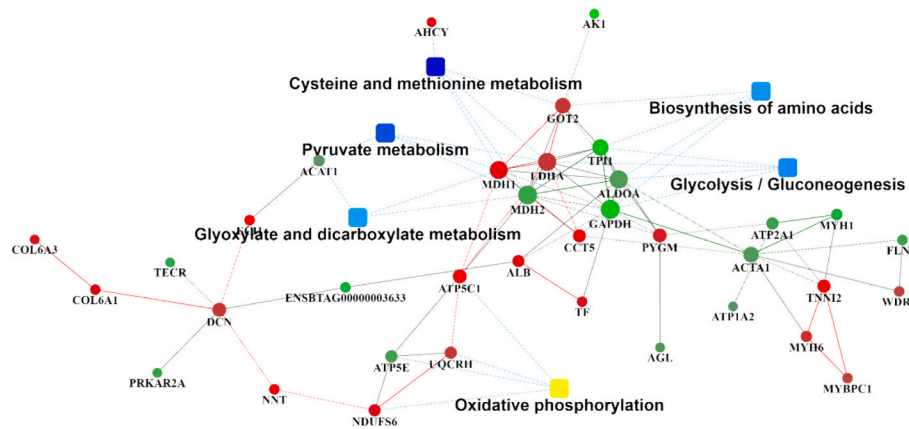 AHCY
AK1
Cysteine and methionine metabolism
Biosynthesis of amino acids
GOT2
Pyruvate metabolism
TPI1
ACAT1
MDH1
LDHA
ALDOA
Glycolysis / Gluconeogenesis
MDH2
GAPDH
Glyoxylate and dicarboxylate metabolism
CCT5
PYGM
ATP2A1
MYH1
COL6A3
TECR
ALB
ACTA1
FLN
COL6A1
ENSBTAG00000003633
ATP5C1
TNNI2
WDR
DCN
TF
ATP1A2
MYH6
ATP5E
UQCRH
AGL
PRKAR2A
MYBPC1
NNT
Oxidative phosphorylation
NDUFS6